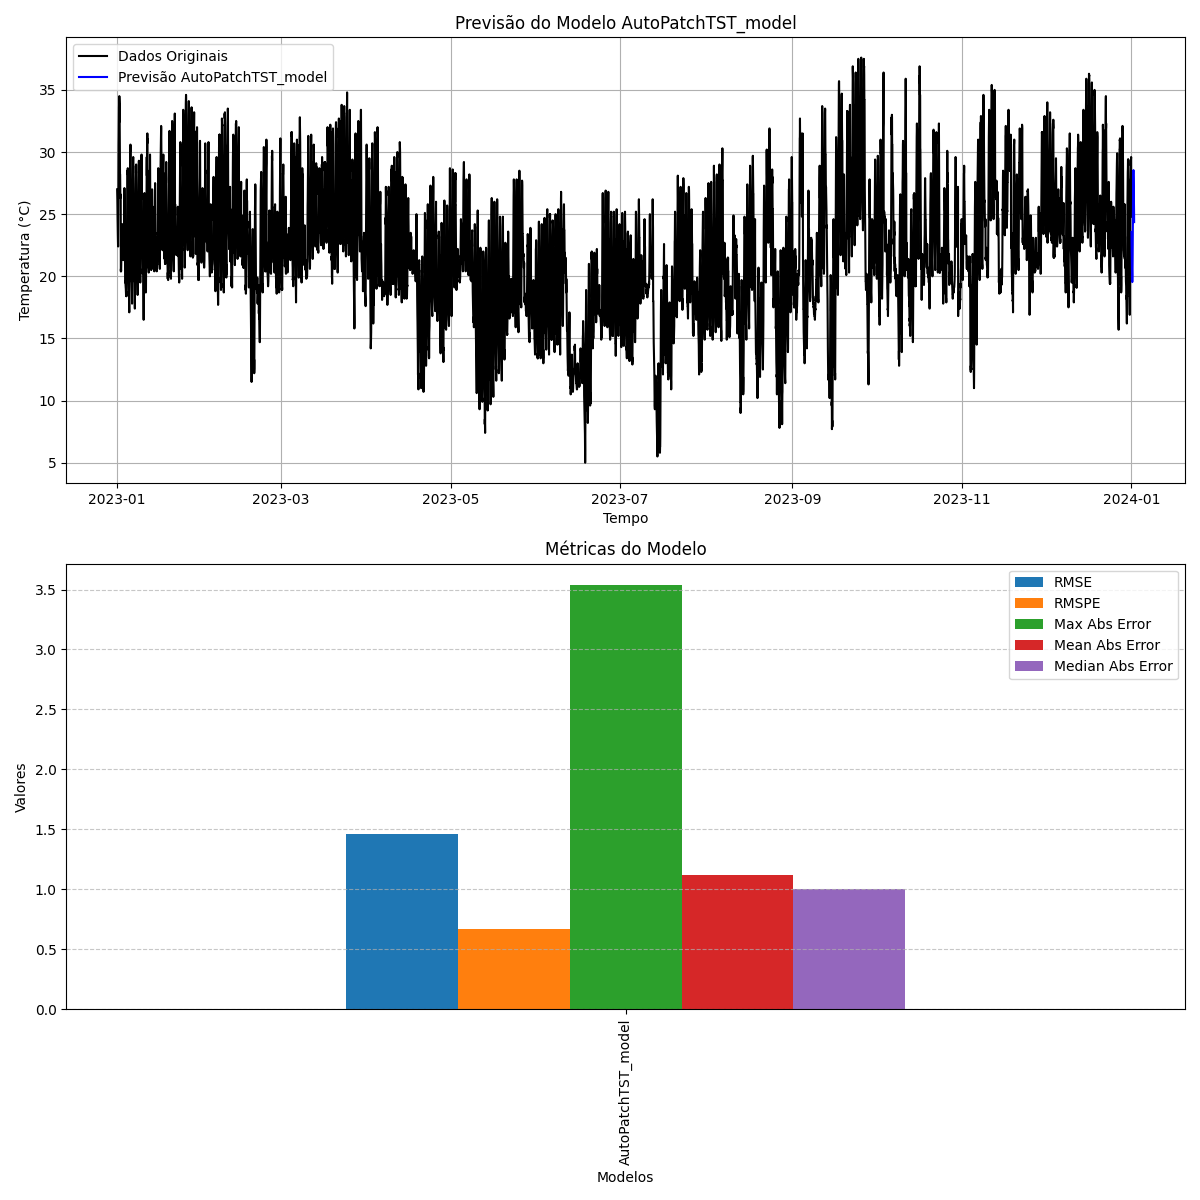 Previsão do Modelo AutoPatchTST_model
Dados Originais
Previsão AutoPatchTST_model
Temperatura (°C)
35
30
25
20
15
10
5
2023-01 2023-03 2023-05 2023-07 2023-09 2023-11 2024-01
Tempo
Métricas do Modelo
RMSE
RMSPE
Max Abs Error
Mean Abs Error
Median Abs Error
Valores
3.5
3.0
2.5
2.0
1.5
1.0
0.5
0.0
AutoPatchTST_model
Modelos